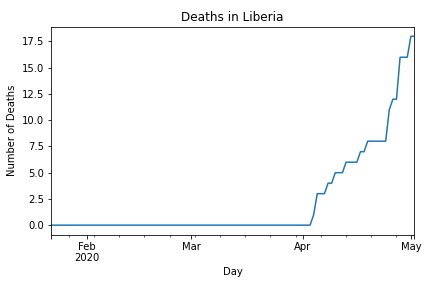 Deaths in Liberia
Number of Deaths
17.5
15.0
12.5
10.0
7.5
5.0
2.5
0.0
Feb
2020
Mar
Apr
May
Day